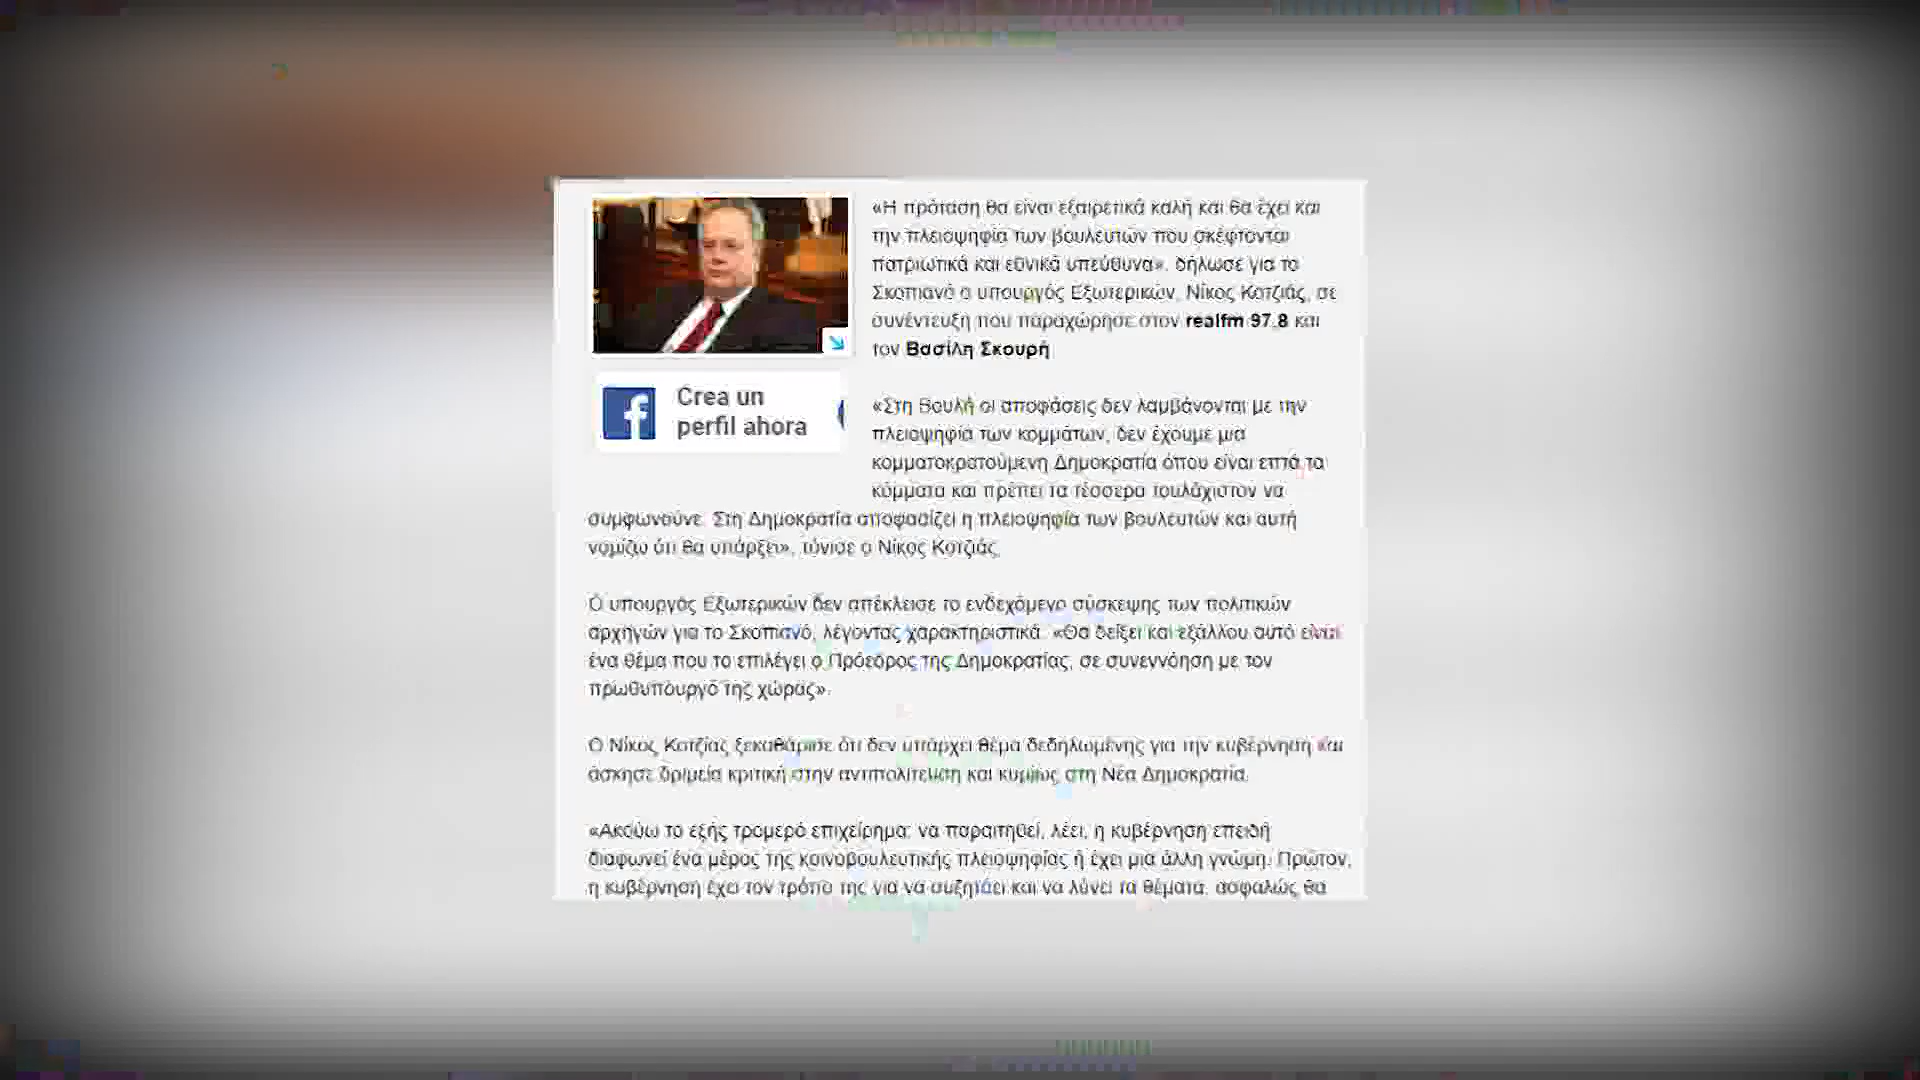 «Η πρόταση θα είναι εξαιρετικά καλή και θα έχει και
την πλειοψηφία των βουλευτών που σκέφτονται
πατριωτικά και εθνικά υπεύθυνα», δήλωσε για το
Σκοπιανό ο υπουργός Εξωτερικών, Νίκος Κοτζιάς, σε
συνέντευξη που παραχώρησε στον realfm 97,8 και
τον Βασίλη Σκουρή
Crea un
perfil ahora
«Στη Βουλή οι αποφάσεις δεν λαμβάνονται με την
πλειοψηφία των κομμάτων, δεν έχουμε μια
κομματοκρατούμενη Δημοκρατία όπου είναι επτά τα
κόμματα και πρέπει τα τέσσερα τουλάχιστον να
συμφωνούνε. Στη Δημοκρατία αποφασίζει η πλειοψηφία των βουλευτών και αυτή
νομίζω ότι θα υπάρξει», τόνισε ο Νίκος Κοτζιάς.
Ο υπουργός Εξωτερικών δεν απέκλεισε το ενδεχόμενο σύσκεψης των πολιτικών
αρχηγών για το Σκοπιανό, λέγοντας χαρακτηριστικά: «Θα δείξει και εξάλλου αυτό είναι
ένα θέμα που το επιλέγει ο Πρόεδρος της Δημοκρατίας, σε συνεννόηση με τον
πρωθυπουργό της χώρας».
Ο Νίκος Κοτζιάς ξεκαθάρισε ότι δεν υπάρχει θέμα δεδηλωμένης για την κυβέρνηση και
άσκησε δριμεία κριτική στην αντιπολίτευση και κυρίως στη Νέα Δημοκρατία.
«Ακούω το εξής τρομερό επιχείρημα: να παραιτηθεί, λέει, η κυβέρνηση επειδή
διαφωνεί ένα μέρος της κοινοβουλευτικής πλειοψηφίας ή έχει μια άλλη γνώμη. Πρώτον,
η κυβέρνηση έχει τον τρόπο της για να συζητάει και να λύνει τα θέματα, ασφαλώς θα